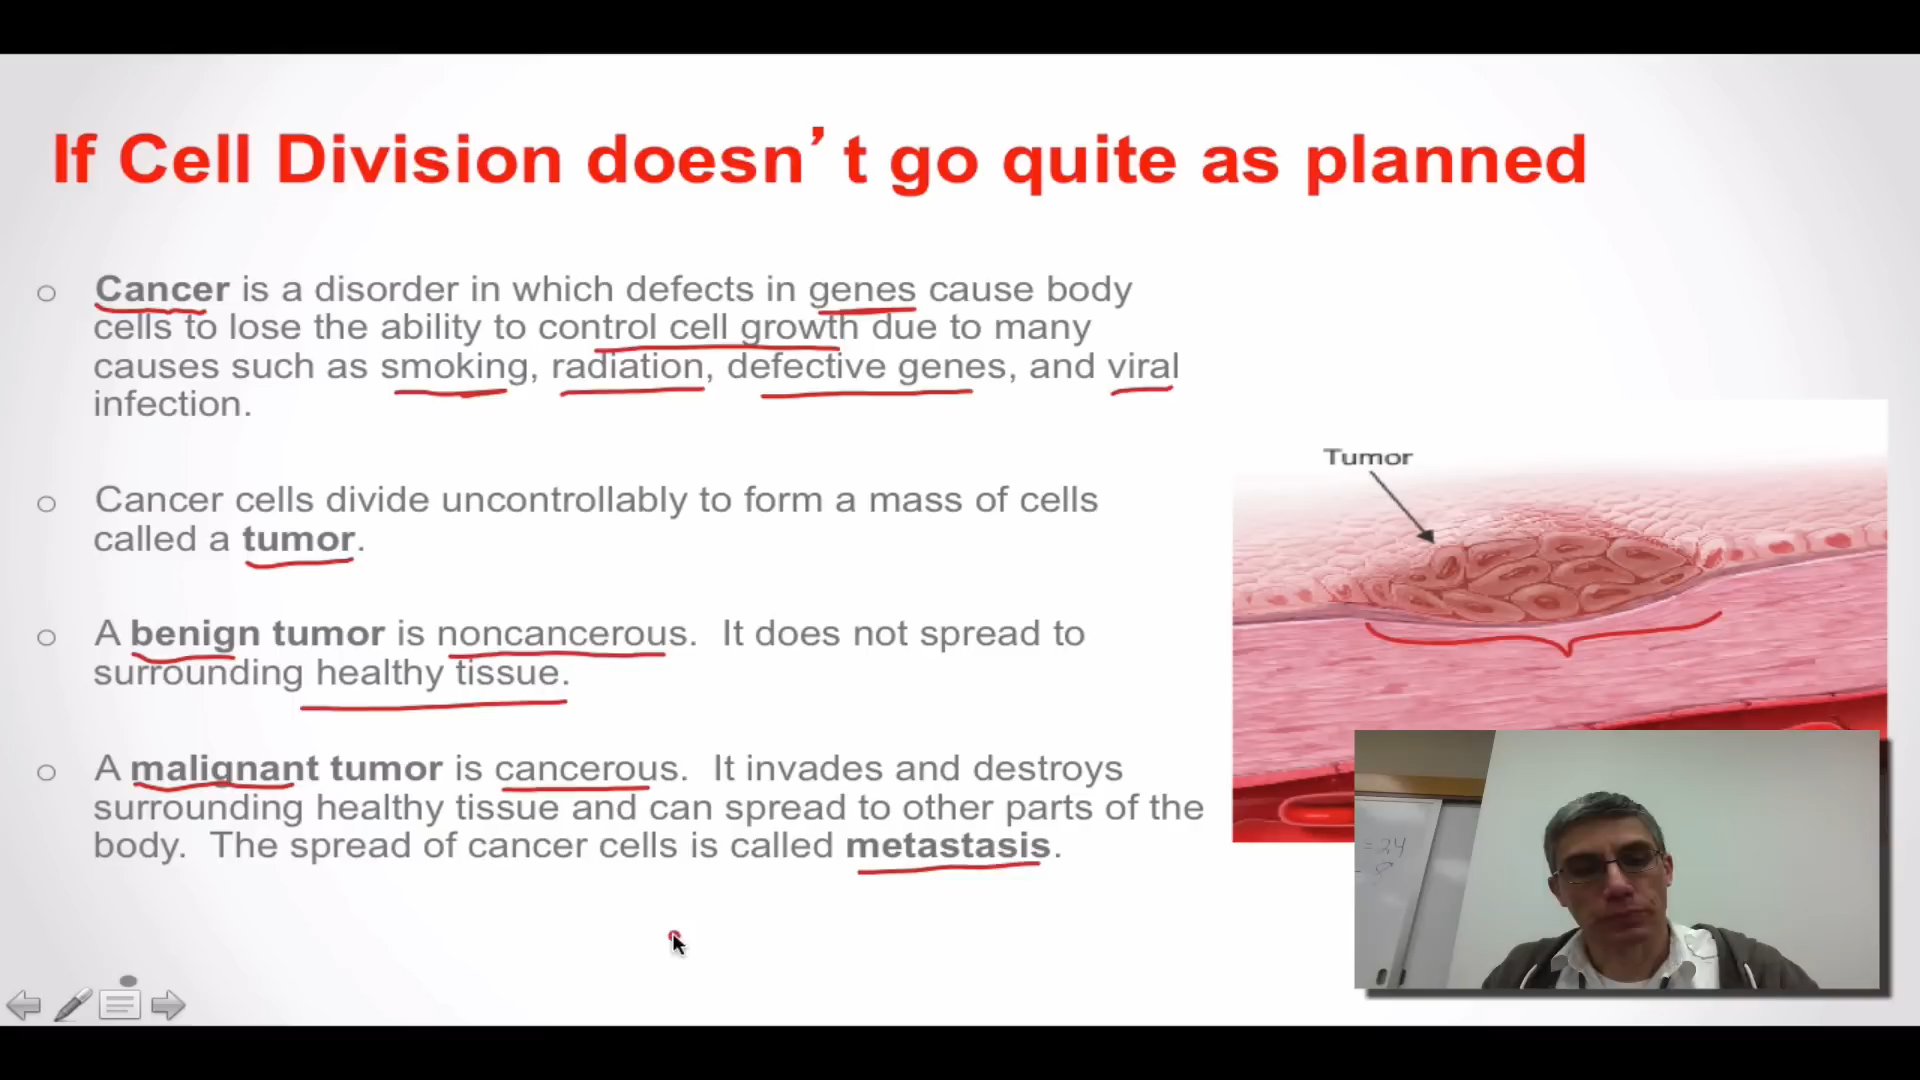 If Cell Division doesn’t go quite as planned
Cancer is a disorder in which defects in genes cause body
cells to lose the ability to control cell growth due to many
causes such as smoking, radiation, defective genes, and viral
infection.
Cancer cells divide uncontrollably to form a mass of cells
called a tumor.
A benign tumor is noncancerous. It does not spread to
surrounding healthy tissue.
A malignant tumor is cancerous. It invades and destroys
surrounding healthy tissue and can spread to other parts of the
body. The spread of cancer cells is called metastasis.
Tumor
= 24